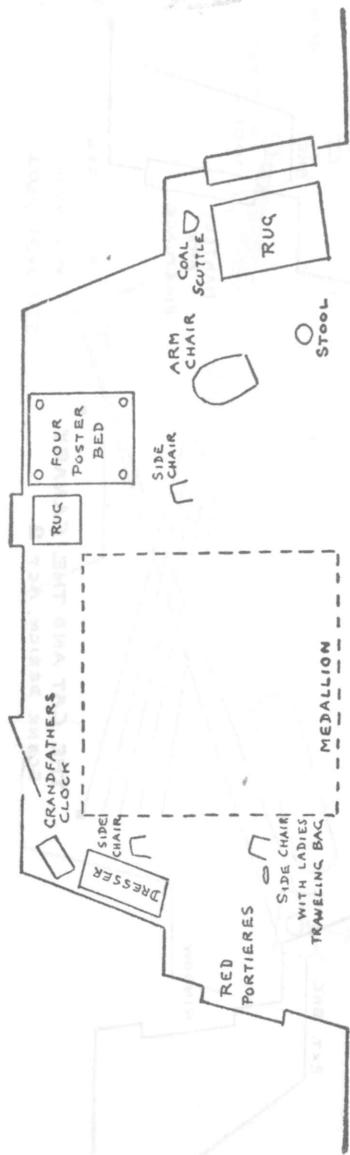 GRANDFATHERS
CLOCK
RUG
FOUR
POSTER
BED
SIDE
CHAIR
DRESSER
SIDE
CHAIR
ARM
CHAIR
COAL
SCUTTLE
RUG
STOOL
RED
PORTIERES
SIDE CHAIR
WITH LADIES
TRAVELING BAG
MEDALLION